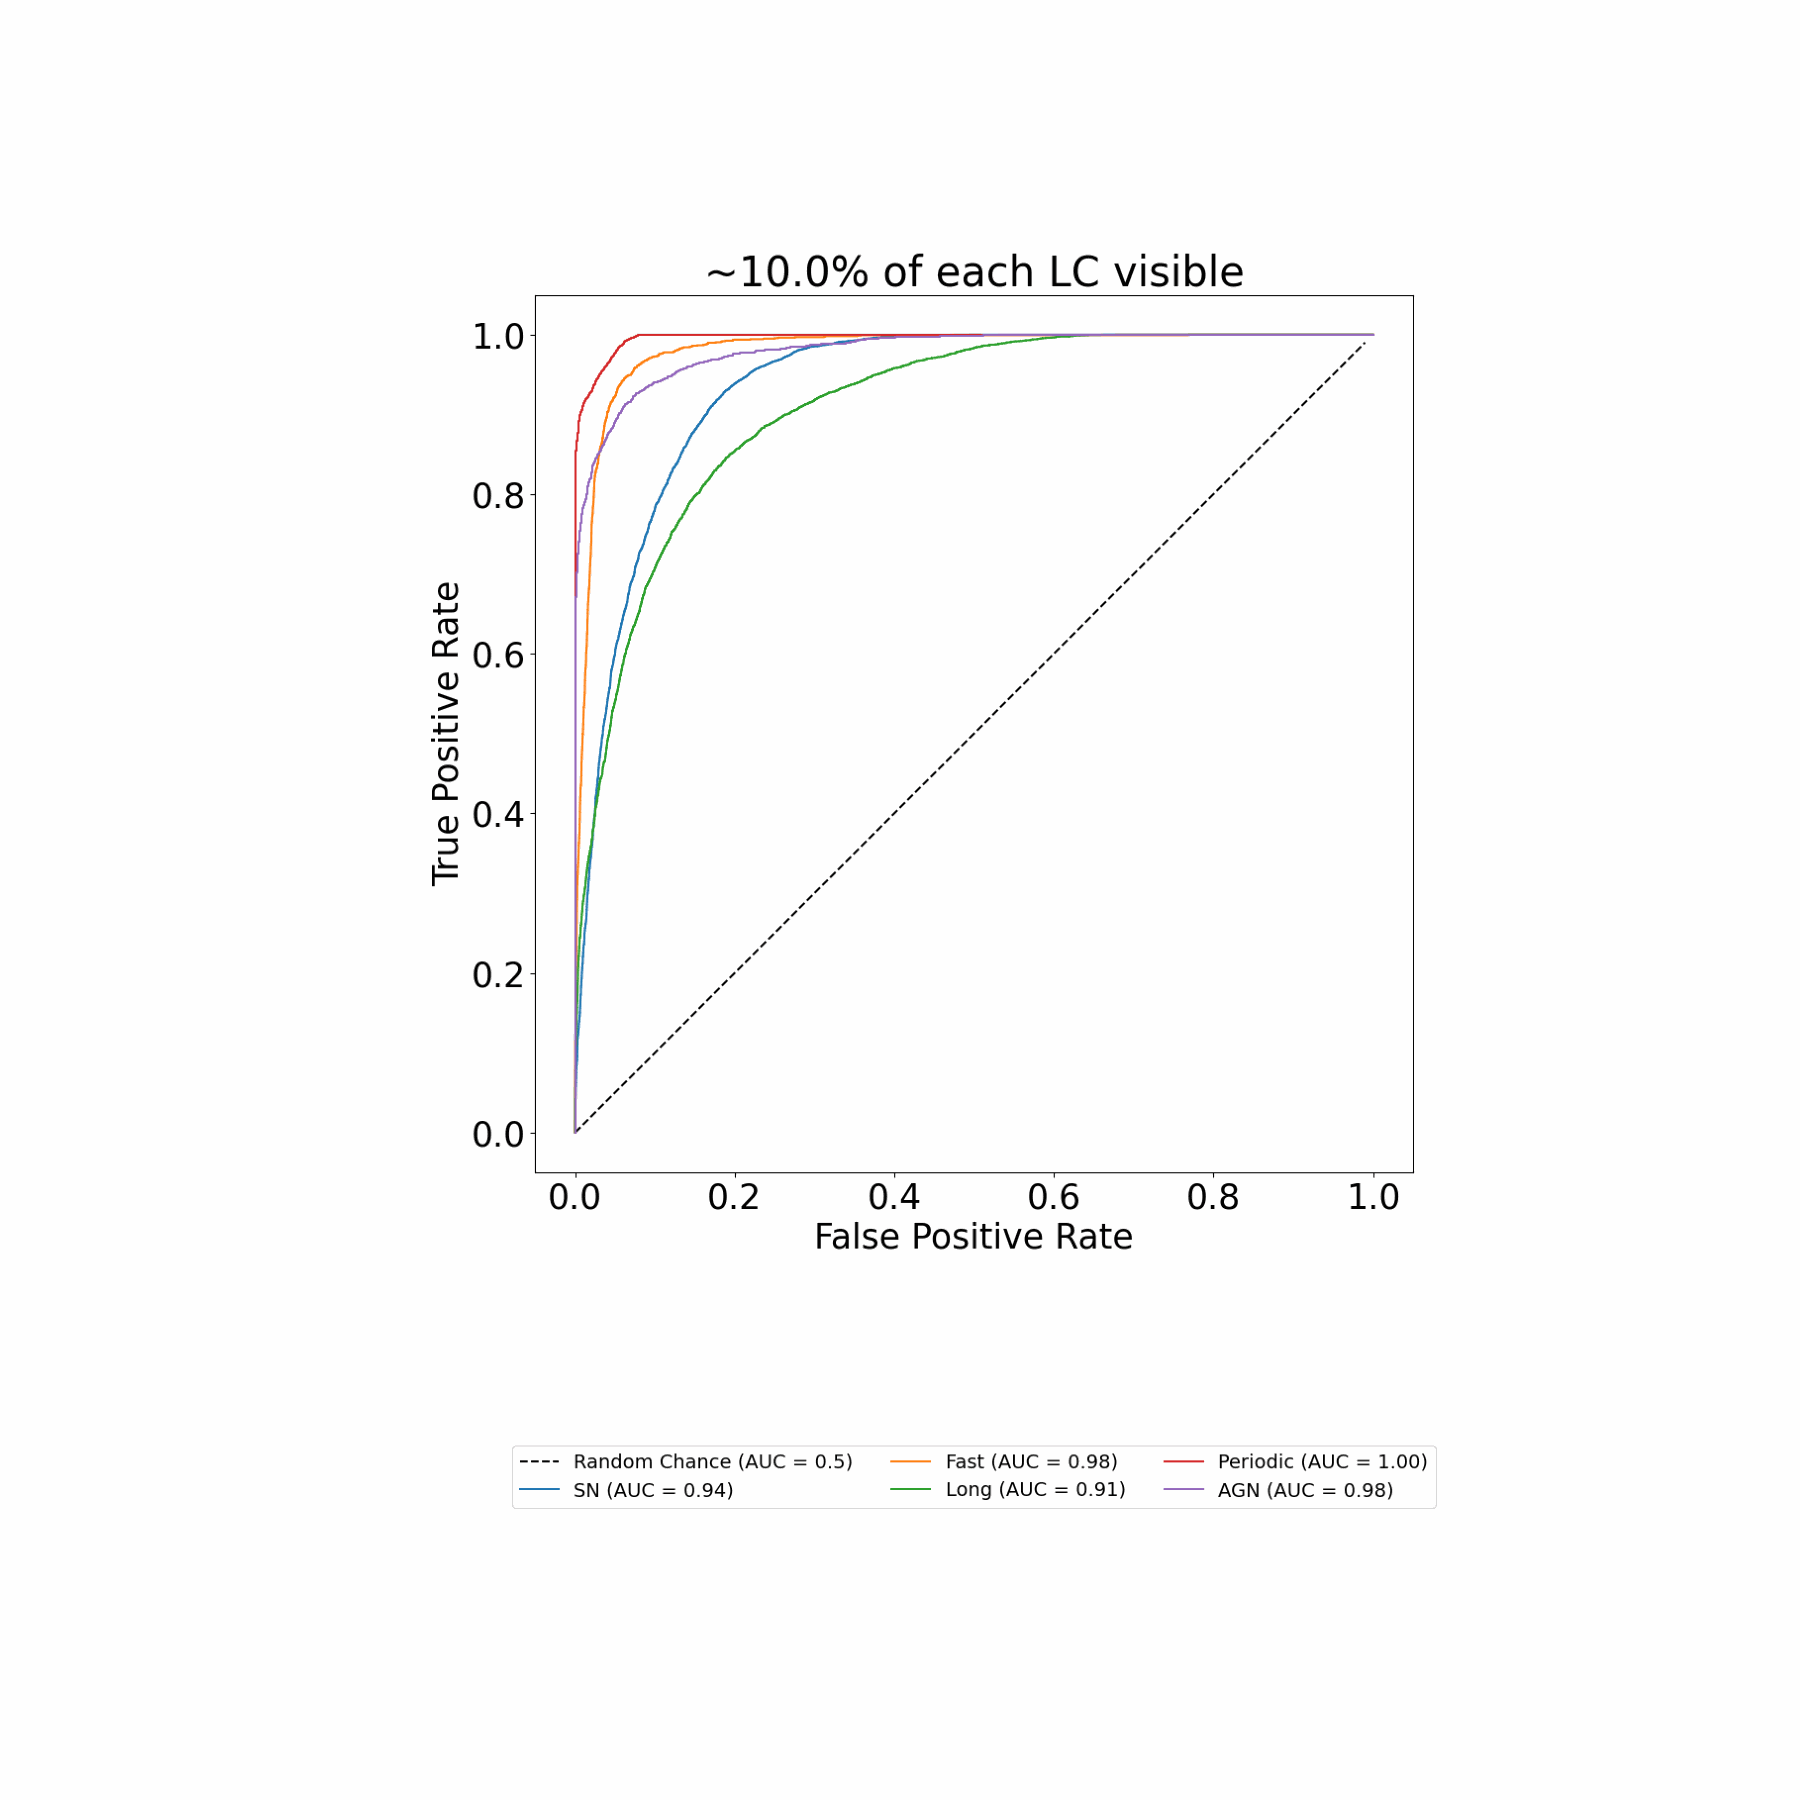 ~10.0% of each LC visible
True Positive Rate
1.0
0.8
0.6
0.4
0.2
0.0
0.0 0.2 0.4 0.6 0.8 1.0
False Positive Rate
Random Chance (AUC = 0.5) Fast (AUC = 0.98) Periodic (AUC = 1.00)
SN (AUC = 0.94) Long (AUC = 0.91) AGN (AUC = 0.98)